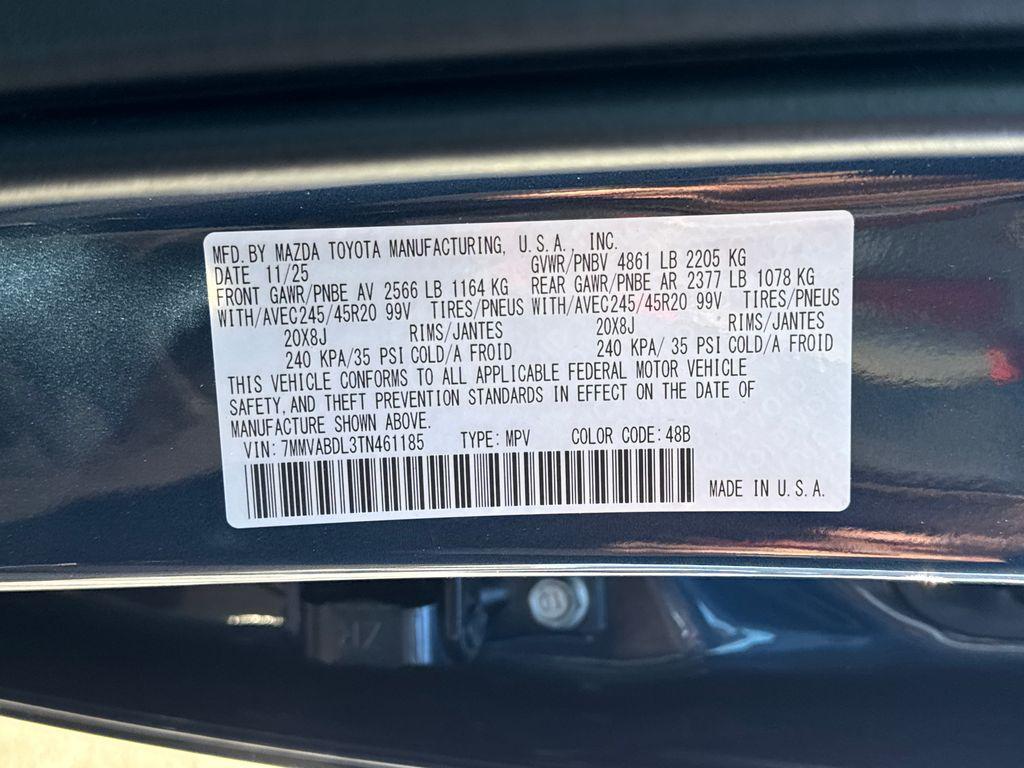 MFD. BY MAZDA TOYOTA MANUFACTURING, U.S.A., INC.
DATE 11/25 GVWR/PNBV 4861 LB 2205 KG
FRONT GAWR/PNBE AV 2566 LB 1164 KG REAR GAWR/PNBE AR 2377 LB 1078 KG
WITH/AVEC245/45R20 99V TIRES/PNEUS WITH/AVEC245/45R20 99V TIRES/PNEUS
20X8J RIMS/JANTES 20X8J RIMS/JANTES
240 KPA/35 PSI COLD/A FROID 240 KPA/ 35 PSI COLD/A FROID
THIS VEHICLE CONFORMS TO ALL APPLICABLE FEDERAL MOTOR VEHICLE
SAFETY, AND THEFT PREVENTION STANDARDS IN EFFECT ON THE DATE OF
MANUFACTURE SHOWN ABOVE.
VIN: 7MMVABDL3TN461185 TYPE: MPV COLOR CODE: 48B
MADE IN U.S.A.